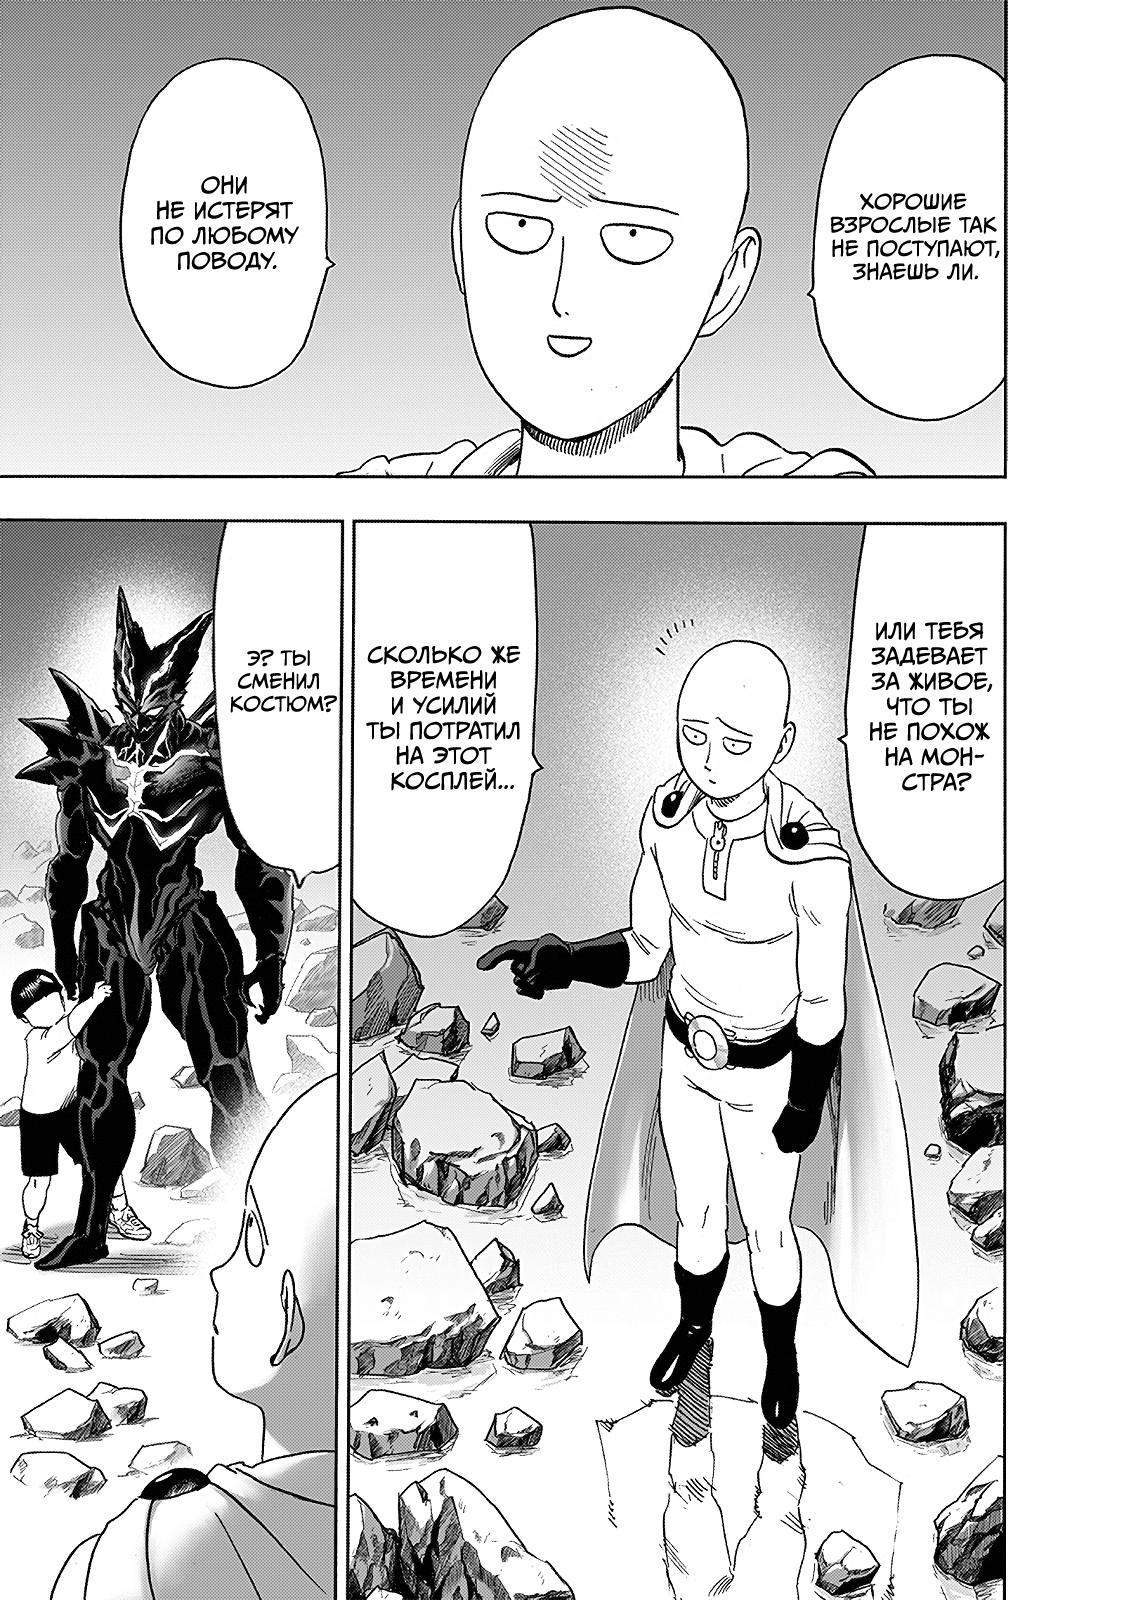 ХОРОШИЕ
ВЗРОСЛЫЕ ТАК
НЕ ПОСТУПАЮТ,
ЗНАЕШЬ ЛИ.
ОНИ
НЕ ИСТЕРЯТ
ПО ЛЮБОМУ
ПОВОДУ.
ИЛИ ТЕБЯ
ЗАДЕВАЕТ
ЗА ЖИВОЕ,
ЧТО ТЫ
НЕ ПОХОЖ
НА МОН-
СТРА?
СКОЛЬКО ЖЕ
ВРЕМЕНИ
И УСИЛИЙ
ТЫ ПОТРАТИЛ
НА ЭТОТ
КОСПЛЕЙ...
Э? ТЫ
СМЕНИЛ
КОСТЮМ?